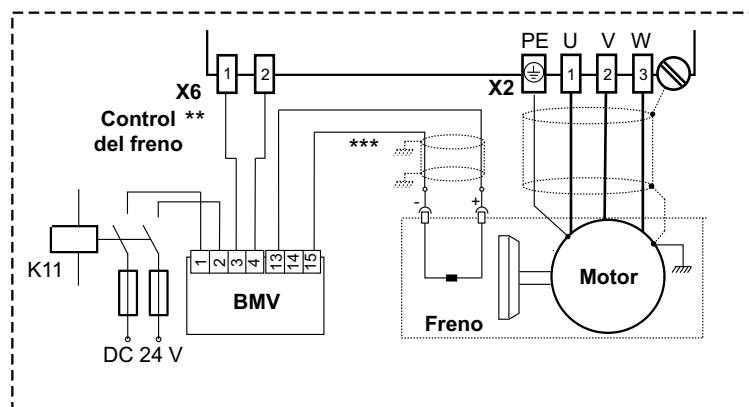 PE U V W
1 2
X6
X2
1 2 3
Control **
del freno
***
- +
K11
1 2 3 4 13 14 15
BMV
Motor
Freno
DC 24 V